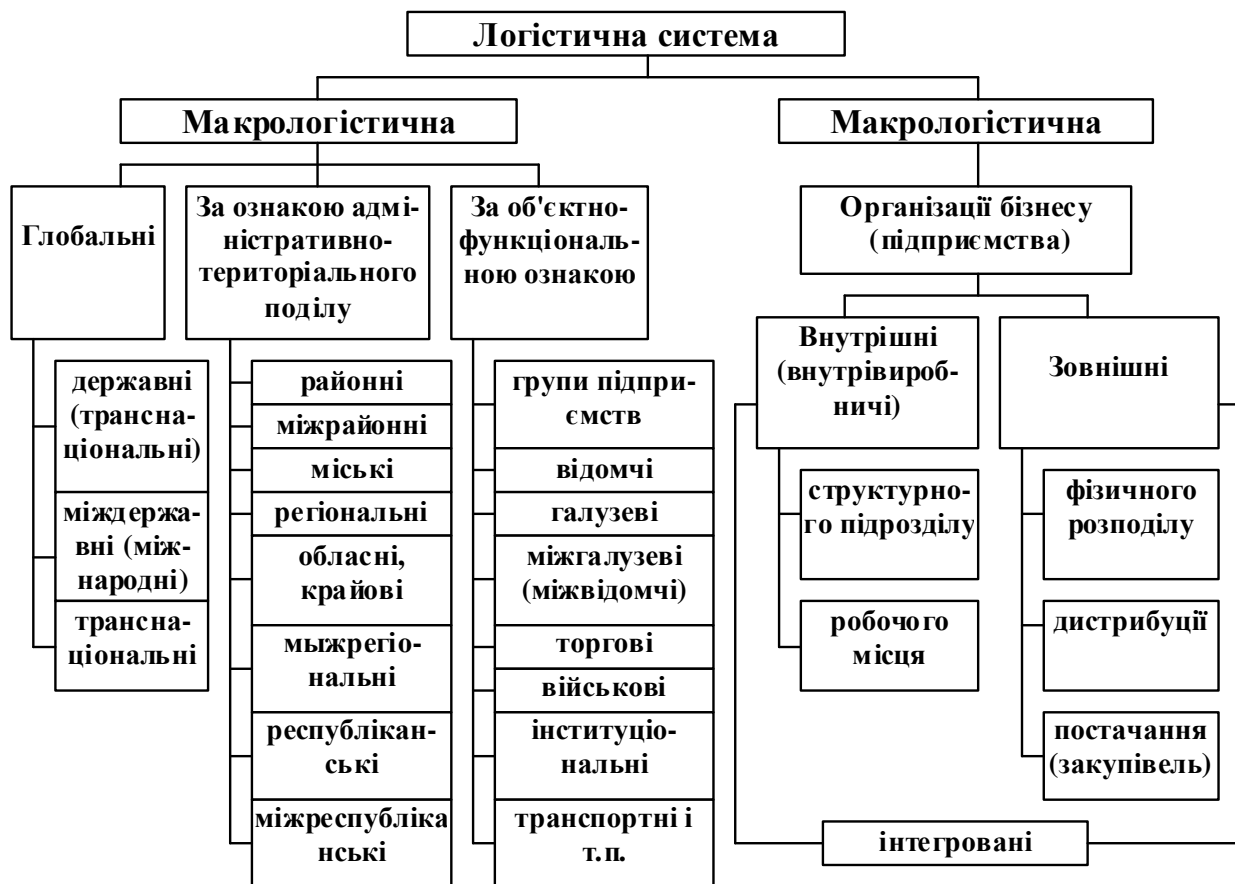 Логістична система
Макрологістична
Макрологістична
Глобальні
За ознакою адмі-
ністративно-
територіального
поділу
За об'єктно-
функціональ-
ною ознакою
Організації бізнесу
(підприємства)
державні
(трансна-
ціональні)
міждержа-
вні (між-
народні)
трансна-
ціональні
районні
міжрайонні
міські
регіональні
обласні,
крайові
мыжрегіо-
нальні
республікан-
ські
міжреспубліка
нські
групи підпри-
ємств
відомчі
галузеві
міжгалузеві
(міжвідомчі)
торгові
військові
інституціо-
нальні
транспортні і
т.п.
Внутрішні
(внутрівироб-
ничі)
Зовнішні
структурно-
го підрозділу
робочого
місця
фізичного
розподілу
дистрибуції
постачання
(закупівель)
інтегровані